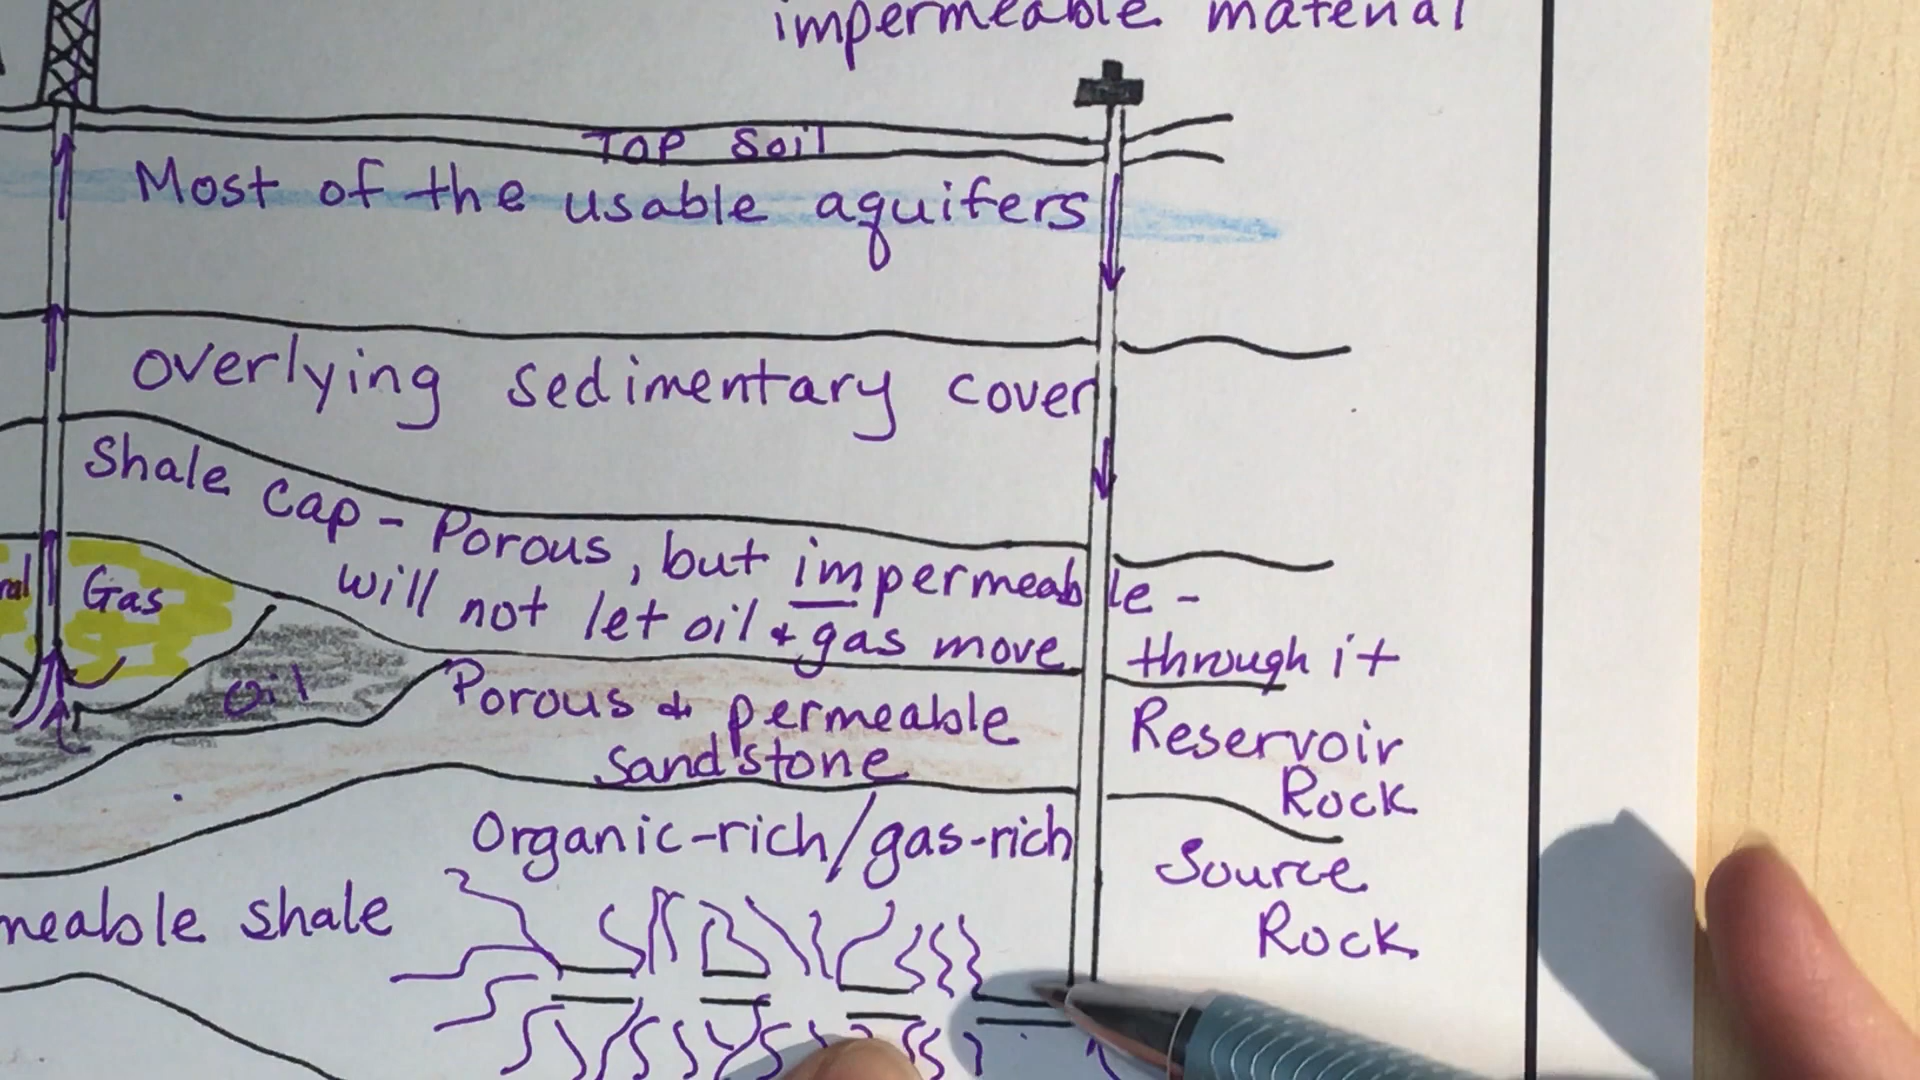 impermeable material
Top Soil
Most of the usable aquifers
overlying sedimentary cover
Shale Cap - Porous, but impermeable -
will not let oil & gas move through it
Gas
oil
Porous & permeable
sandstone
Reservoir
Rock
Organic-rich/gas-rich
Source
Rock
shale